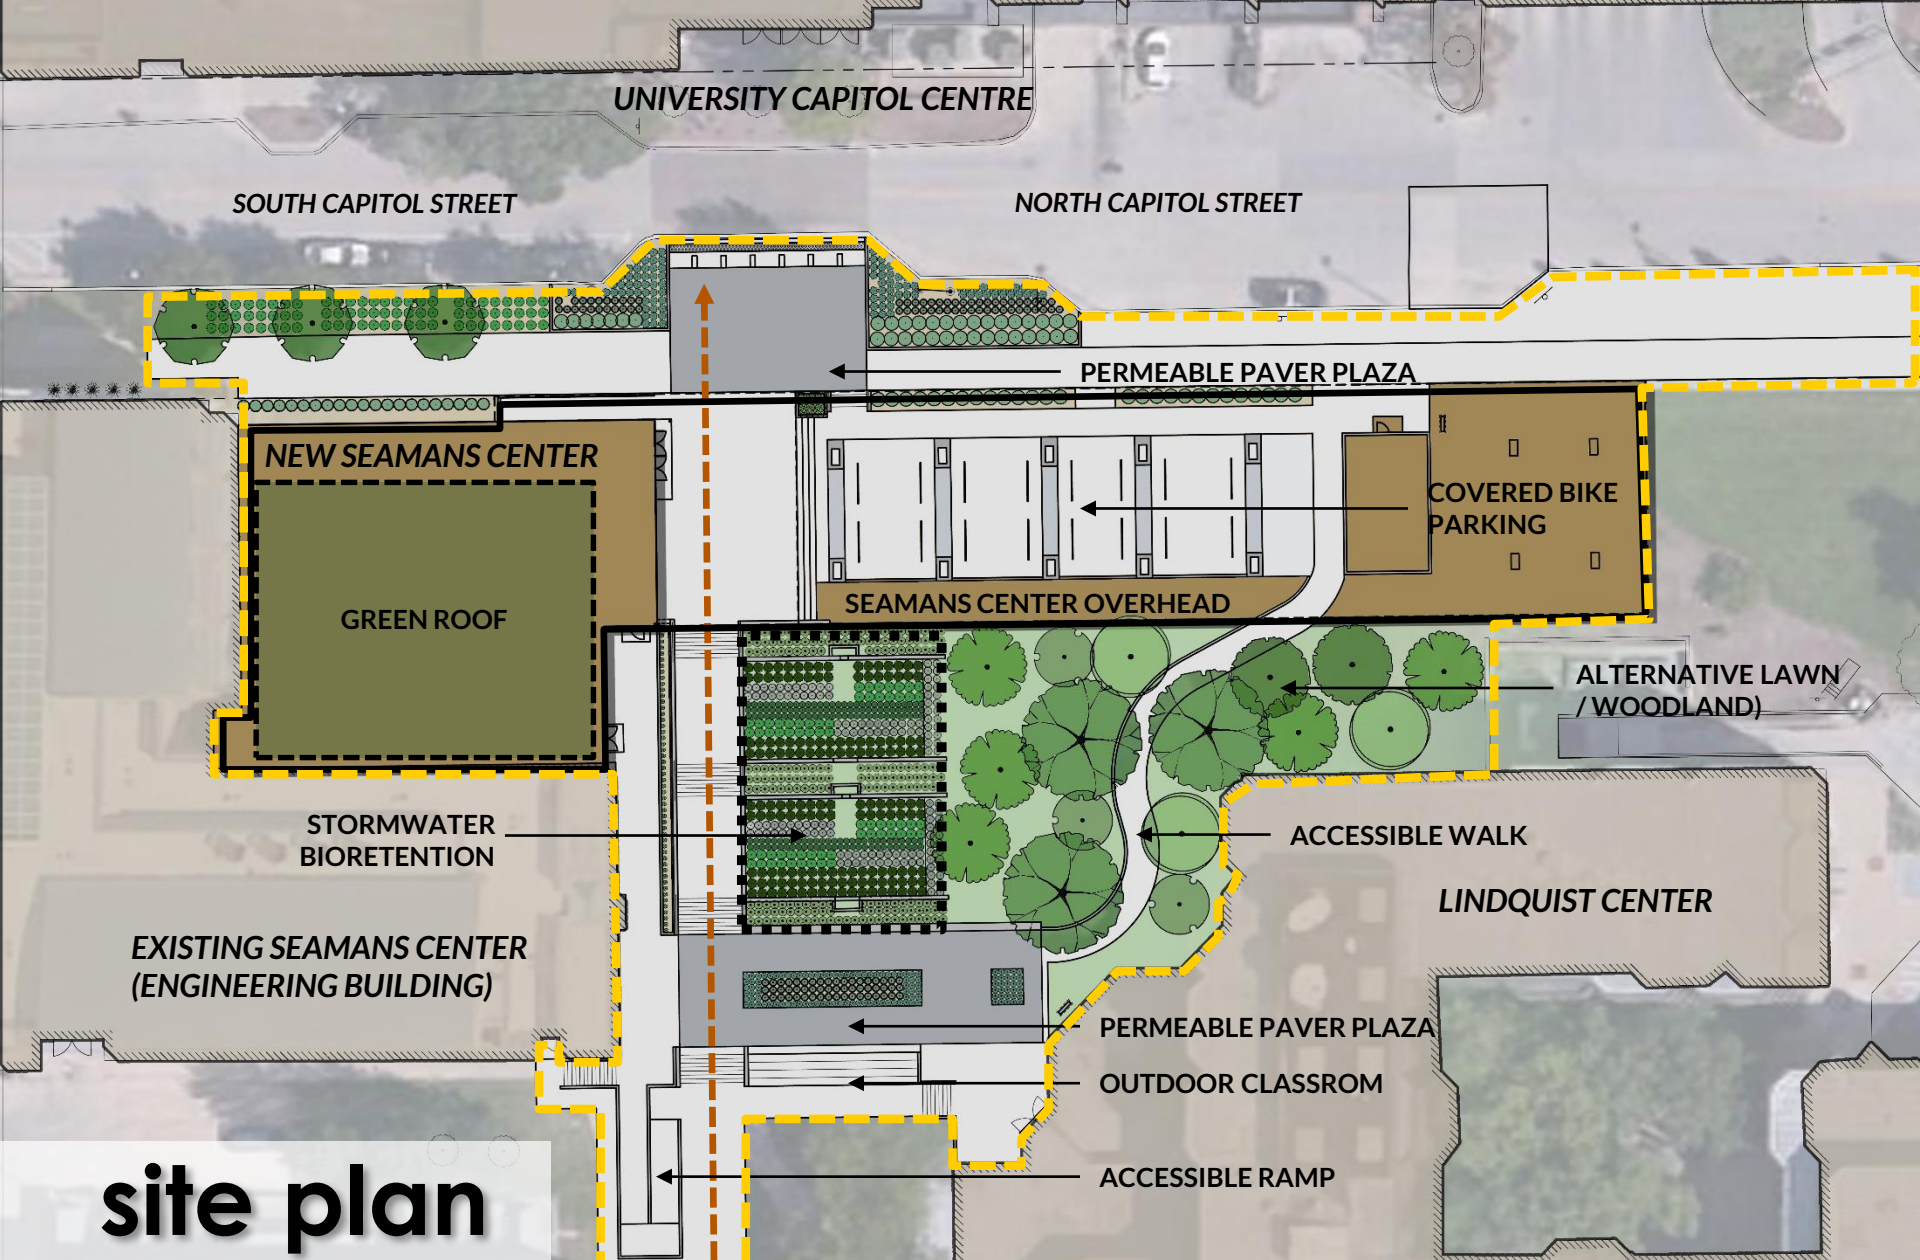 UNIVERSITY CAPITOL CENTRE
SOUTH CAPITOL STREET
NORTH CAPITOL STREET
PERMEABLE PAVER PLAZA
NEW SEAMANS CENTER
COVERED BIKE
PARKING
SEAMANS CENTER OVERHEAD
GREEN ROOF
ALTERNATIVE LAWN
/ WOODLAND)
STORMWATER
BIORETENTION
ACCESSIBLE WALK
LINDQUIST CENTER
EXISTING SEAMANS CENTER
(ENGINEERING BUILDING)
PERMEABLE PAVER PLAZA
OUTDOOR CLASSROM
ACCESSIBLE RAMP
site plan